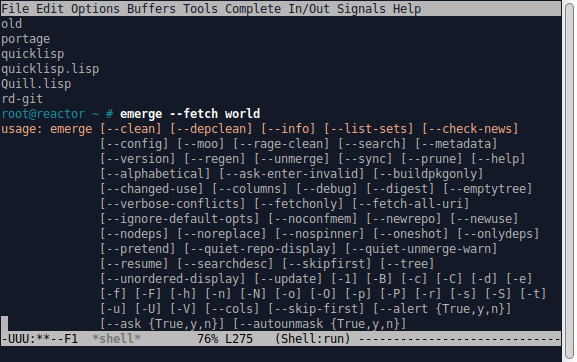 File Edit Options Buffers Tools Complete In/Out Signals Help
old
portage
quicklisp
quicklisp.lisp
Quill.lisp
rd-git
root@reactor ~ # emerge --fetch world
usage: emerge [--clean] [--depclean] [--info] [--list-sets] [--check-news]
[--config] [--moo] [--rage-clean] [--search] [--metadata]
[--version] [--regen] [--unmerge] [--sync] [--prune] [--help]
[--alphabetical] [--ask-enter-invalid] [--buildpkgonly]
[--changed-use] [--columns] [--debug] [--digest] [--emptytree]
[--verbose-conflicts] [--fetchonly] [--fetch-all-uri]
[--ignore-default-opts] [--noconfmem] [--newrepo] [--newuse]
[--nodeps] [--noreplace] [--nospinner] [--oneshot] [--onlydeps]
[--pretend] [--quiet-repo-display] [--quiet-unmerge-warn]
[--resume] [--searchdesc] [--skipfirst] [--tree]
[--unordered-display] [--update] [-1] [-B] [-c] [-C] [-d] [-e]
[-f] [-F] [-h] [-n] [-N] [-o] [-O] [-p] [-P] [-r] [-s] [-S] [-t]
[-u] [-U] [-V] [--cols] [--skip-first] [--alert {True,y,n}]
[--ask {True,y,n}] [--autounmask {True,y,n}]
-UUU:**--F1  *shell*        76% L275   (Shell:run) -----------------------------